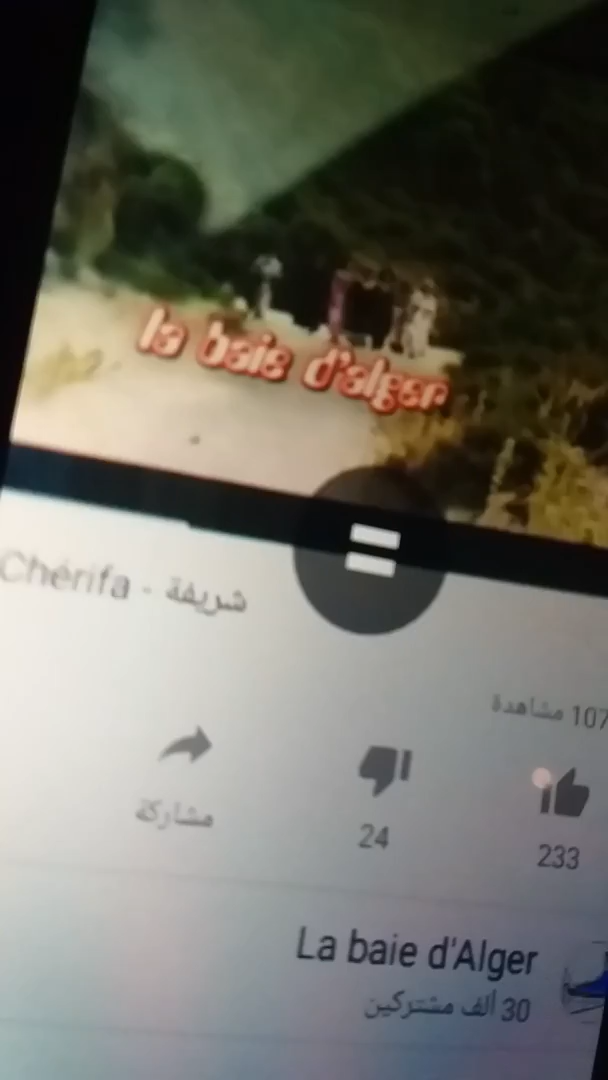 la baie d'alger
Chérifa - شريفة
107 مشاهدة
مشاركة
24
233
La baie d'Alger
30 ألف مشتركين